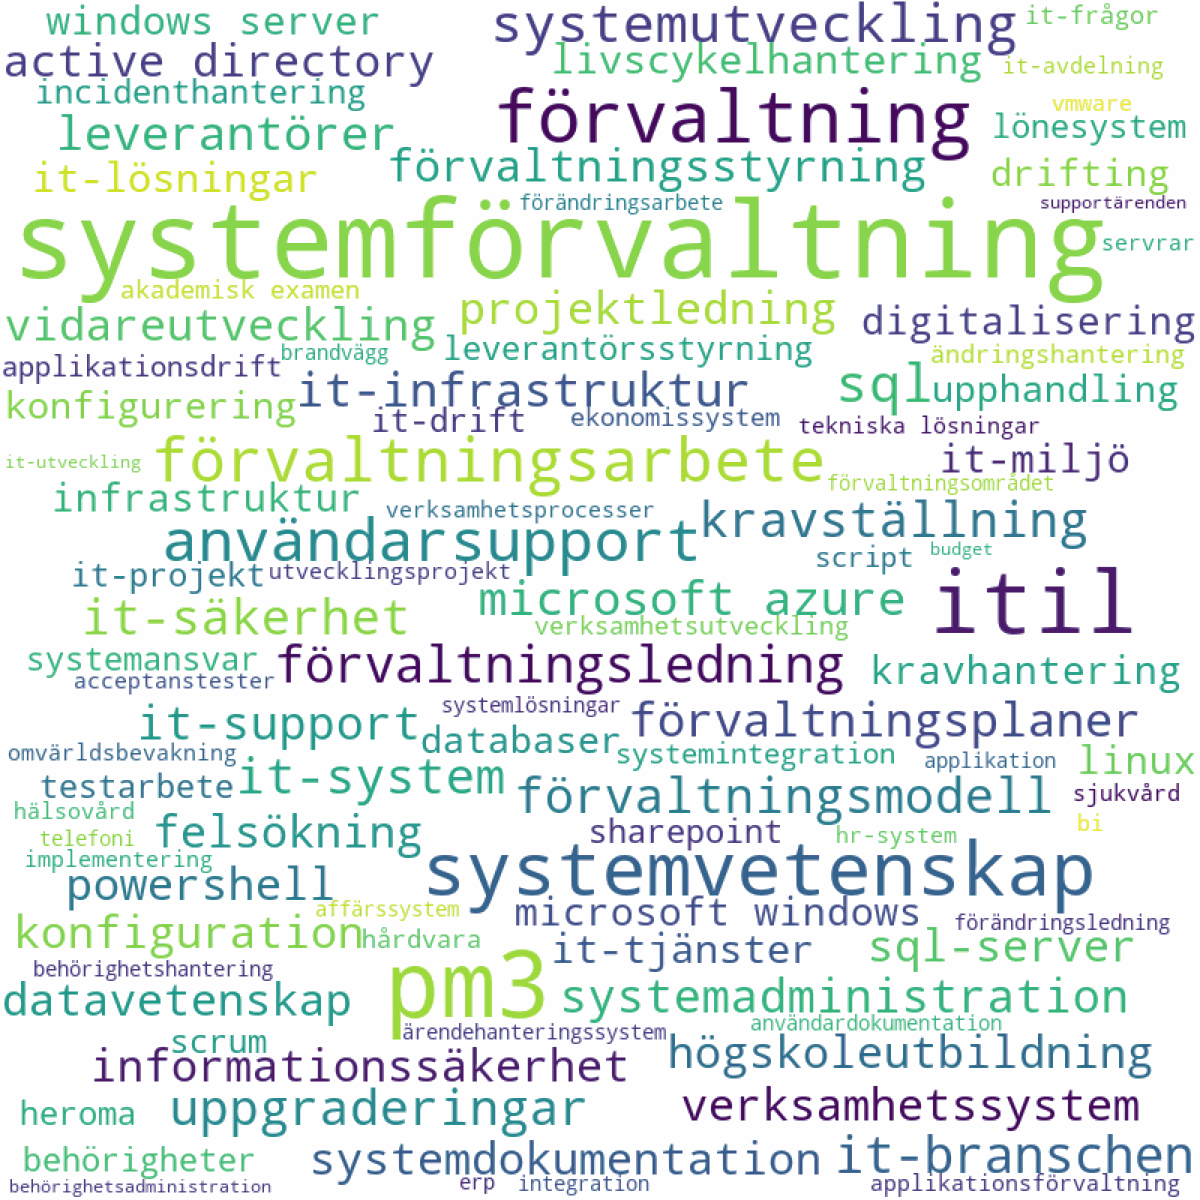 windows server
systemutveckling
it-frågor
active directory
livscykelhantering
it-avdelning
incidenthantering
förvaltning
vmware
leverantörer
lönesystem
it-lösningar
förvaltningsstyrning
drifting
förändringsarbete
supportärenden
systemförvaltning
servrar
akademisk examen
projektledning
vidareutveckling
digitalisering
brandvägg
leverantörsstyrning
ändringshantering
applikationsdrift
it-infrastruktur
sql
upphandling
konfigurering
it-drift
ekonomissystem
tekniska lösningar
it-utveckling
förvaltningsarbete
it-miljö
förvaltningsområdet
infrastruktur
verksamhetsprocesser
kravställning
användarsupport
script
budget
it-projekt
utvecklingsprojekt
microsoft azure
itil
it-säkerhet
verksamhetsutveckling
systemansvar
förvaltningsledning
kravhantering
acceptanstester
systemlösningar
it-support
förvaltningsplaner
databaser
systemintegration
applikation
linux
omvärldsbevakning
it-system
testarbete
förvaltningsmodell
sjukvård
hälsovård
felsökning
sharepoint
hr-system
bi
telefoni
implementering
systemvetenskap
powershell
affärssystem
microsoft windows
förändringsledning
konfiguration
hårdvara
it-tjänster
sql-server
behörighetshantering
pm3
datavetenskap
systemadministration
ärendehanteringssystem
användardokumentation
scrum
informationssäkerhet
högskoleutbildning
heroma
uppgraderingar
verksamhetssystem
behörigheter
systemdokumentation
it-branschen
behörighetsadministration
erp
integration
applikationsförvaltning